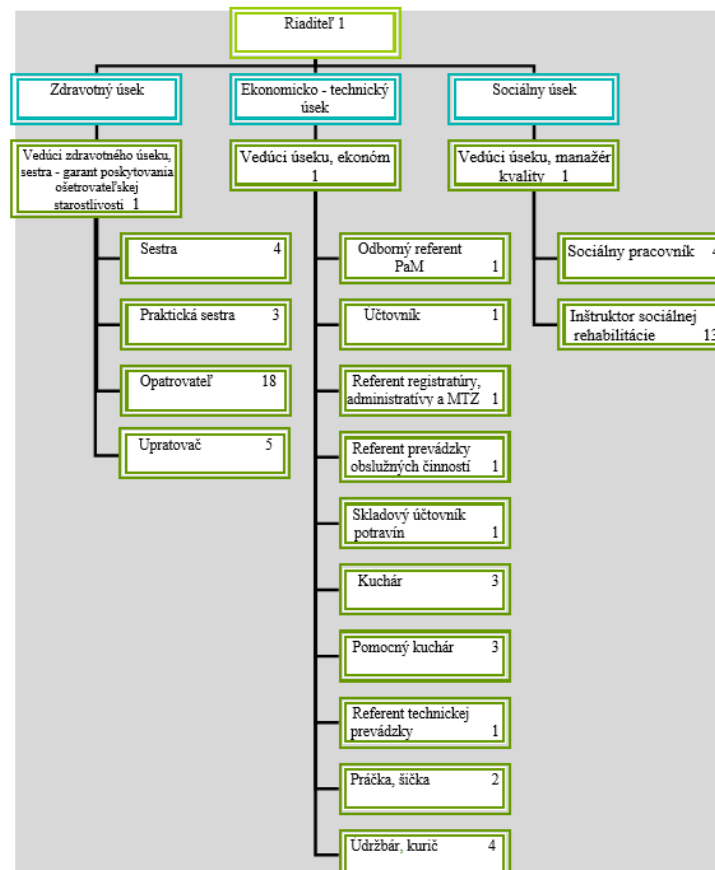 Riaditeľ 1
Zdravotný úsek
Ekonomicko - technický
úsek
Sociálny úsek
Vedúci zdravotného úseku,
sestra - garant poskytovania
ošetrovateľskej
starostlivosti 1
Vedúci úseku, ekonóm
1
Vedúci úseku, manažér
kvality 1
Sestra 4
Praktická sestra 3
Opatrovateľ 18
Upratovač 5
Odborný referent
PaM 1
Účtovník 1
Referent registratúry,
administratívy a MTZ 1
Referent prevádzky
obslužných činností 1
Skladový účtovník
potravín 1
Kuchár 3
Pomocný kuchár 3
Referent technickej
prevádzky 1
Práčka, šička 2
Údržbár, kurič 4
Sociálny pracovník
Inštruktor sociálnej
rehabilitácie 13